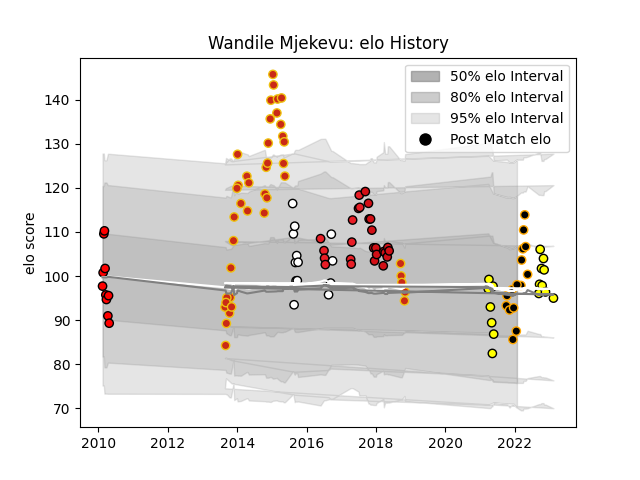 Wandile Mjekevu: elo History
50% elo Interval
80% elo Interval
95% elo Interval
Post Match elo
elo score
140
130
120
110
100
90
80
70
2010 2012 2014 2016 2018 2020 2022